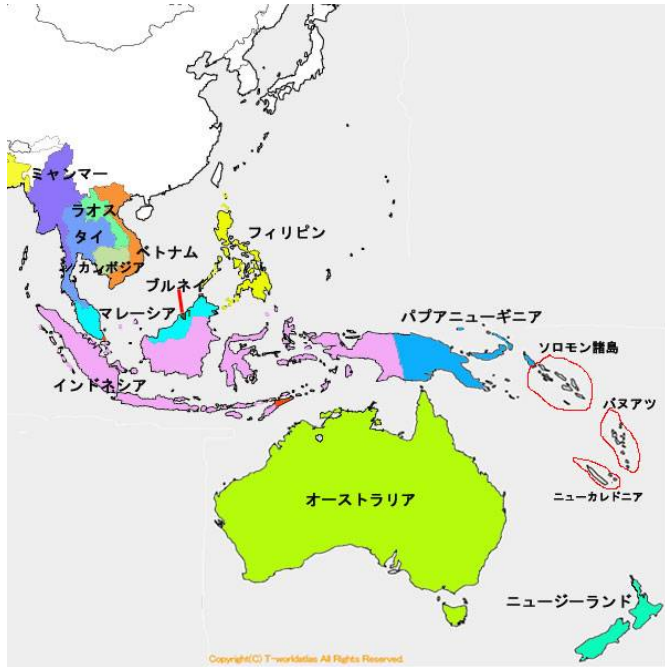 ミャンマー
ラオス
タイ
ベトナム
カンボジア
フィリピン
ブルネイ
マレーシア
パプアニューギニア
ソロモン諸島
インドネシア
バヌアツ
ニューカレドニア
オーストラリア
ニュージーランド
Copyright(C) T-worldatlas All Rights Reserved.